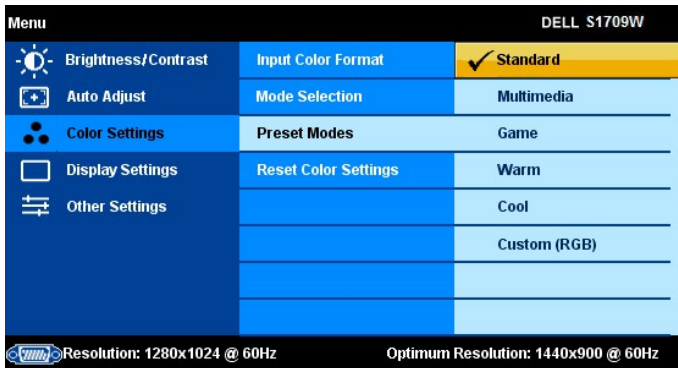 Menu DELL S1709W
Brightness/Contrast Input Color Format Standard
Auto Adjust Mode Selection Multimedia
Color Settings Preset Modes Game
Display Settings Reset Color Settings Warm
Other Settings Cool
Custom (RGB)
Resolution: 1280x1024 @ 60Hz Optimum Resolution: 1440x900 @ 60Hz